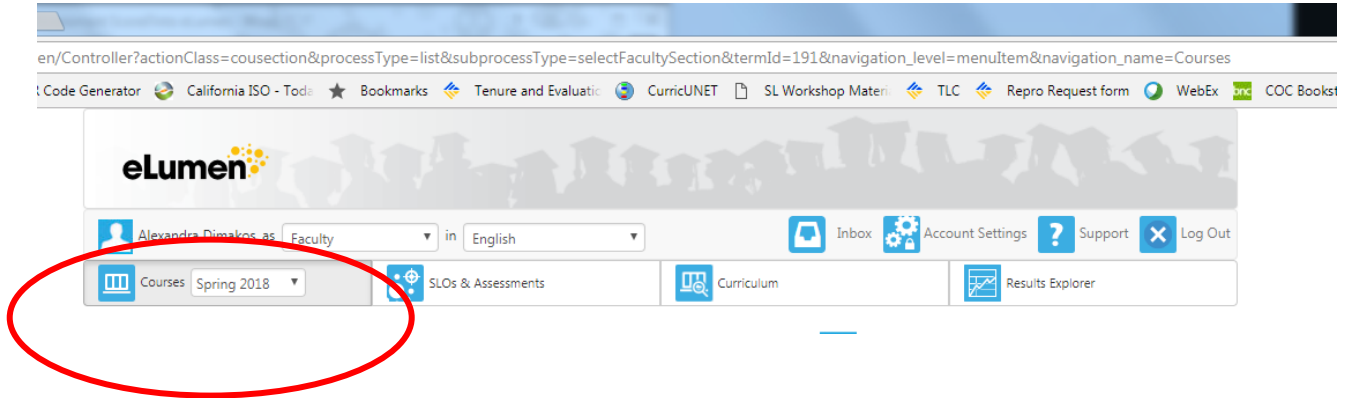 en/Controller?actionClass=cousection&processType=list&subprocessType=selectFacultySection&termId=191&navigation_level=menuItem&navigation_name=Courses
Code Generator California ISO - Toda Bookmarks Tenure and Evaluatio CurricUNET SL Workshop Materi TLC Repro Request form WebEx bnc COC Bookst
eLumen
Alexandra Dimakos as Faculty in English Inbox Account Settings ? Support Log Out
Courses Spring 2018 SLOs & Assessments Curriculum Results Explorer